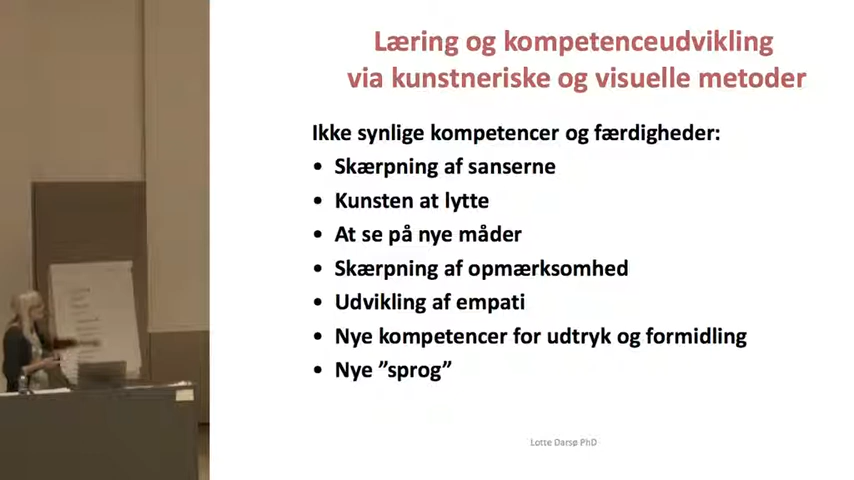 Læring og kompetenceudvikling
via kunstneriske og visuelle metoder
Ikke synlige kompetencer og færdigheder:
• Skærpning af sanserne
• Kunsten at lytte
• At se på nye måder
• Skærpning af opmærksomhed
• Udvikling af empati
• Nye kompetencer for udtryk og formidling
• Nye ”sprog”
Lotte Darsø PhD